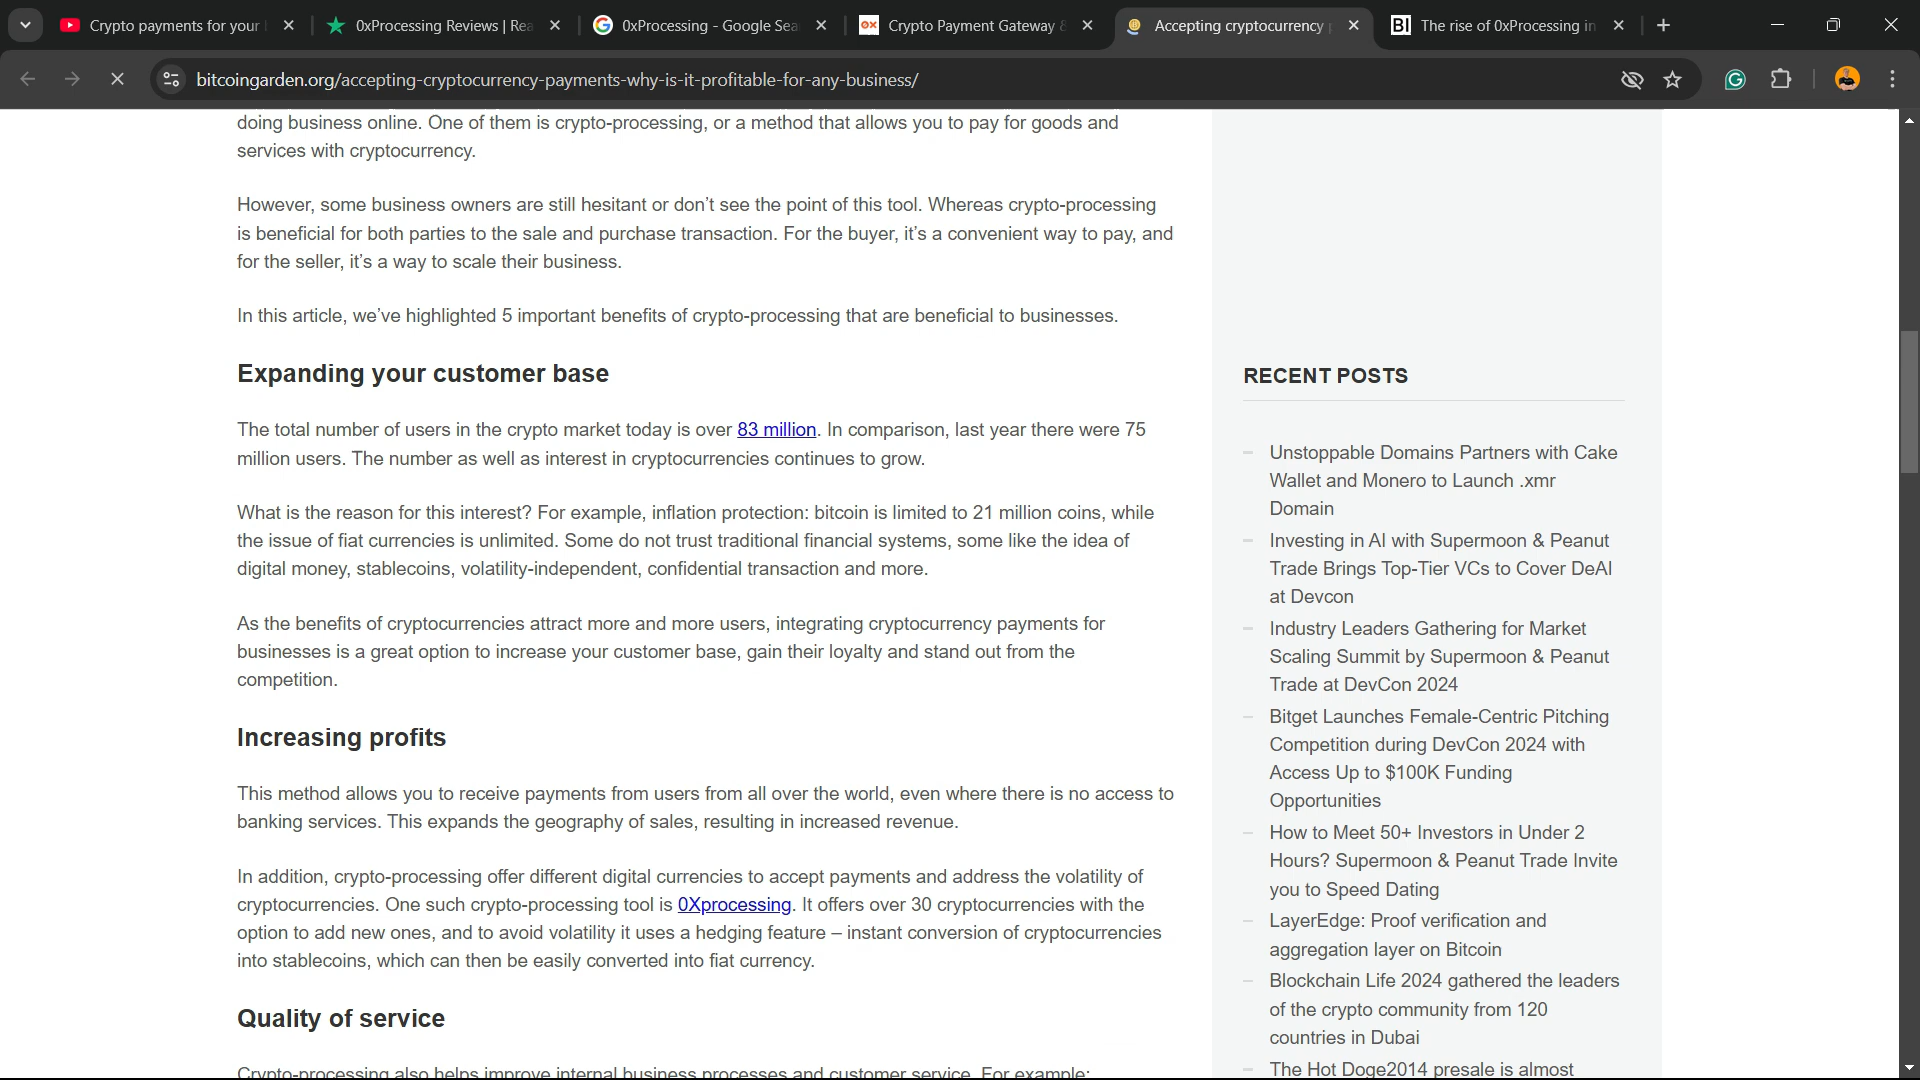 Crypto payments for your
0xProcessing Reviews | Rea
0xProcessing - Google Sea
Crypto Payment Gateway &
Accepting cryptocurrency
The rise of 0xProcessing in
bitcoingarden.org/accepting-cryptocurrency-payments-why-is-it-profitable-for-any-business/
doing business online. One of them is crypto-processing, or a method that allows you to pay for goods and
services with cryptocurrency.
However, some business owners are still hesitant or don’t see the point of this tool. Whereas crypto-processing
is beneficial for both parties to the sale and purchase transaction. For the buyer, it’s a convenient way to pay, and
for the seller, it’s a way to scale their business.
In this article, we’ve highlighted 5 important benefits of crypto-processing that are beneficial to businesses.
Expanding your customer base
The total number of users in the crypto market today is over 83 million. In comparison, last year there were 75
million users. The number as well as interest in cryptocurrencies continues to grow.
What is the reason for this interest? For example, inflation protection: bitcoin is limited to 21 million coins, while
the issue of fiat currencies is unlimited. Some do not trust traditional financial systems, some like the idea of
digital money, stablecoins, volatility-independent, confidential transaction and more.
As the benefits of cryptocurrencies attract more and more users, integrating cryptocurrency payments for
businesses is a great option to increase your customer base, gain their loyalty and stand out from the
competition.
Increasing profits
This method allows you to receive payments from users from all over the world, even where there is no access to
banking services. This expands the geography of sales, resulting in increased revenue.
In addition, crypto-processing offer different digital currencies to accept payments and address the volatility of
cryptocurrencies. One such crypto-processing tool is 0Xprocessing. It offers over 30 cryptocurrencies with the
option to add new ones, and to avoid volatility it uses a hedging feature – instant conversion of cryptocurrencies
into stablecoins, which can then be easily converted into fiat currency.
Quality of service
Crypto-processing also helps improve internal business processes and customer service. For example:
RECENT POSTS
Unstoppable Domains Partners with Cake
Wallet and Monero to Launch .xmr
Domain
Investing in AI with Supermoon & Peanut
Trade Brings Top-Tier VCs to Cover DeAI
at Devcon
Industry Leaders Gathering for Market
Scaling Summit by Supermoon & Peanut
Trade at DevCon 2024
Bitget Launches Female-Centric Pitching
Competition during DevCon 2024 with
Access Up to $100K Funding
Opportunities
How to Meet 50+ Investors in Under 2
Hours? Supermoon & Peanut Trade Invite
you to Speed Dating
LayerEdge: Proof verification and
aggregation layer on Bitcoin
Blockchain Life 2024 gathered the leaders
of the crypto community from 120
countries in Dubai
The Hot Doge2014 presale is almost